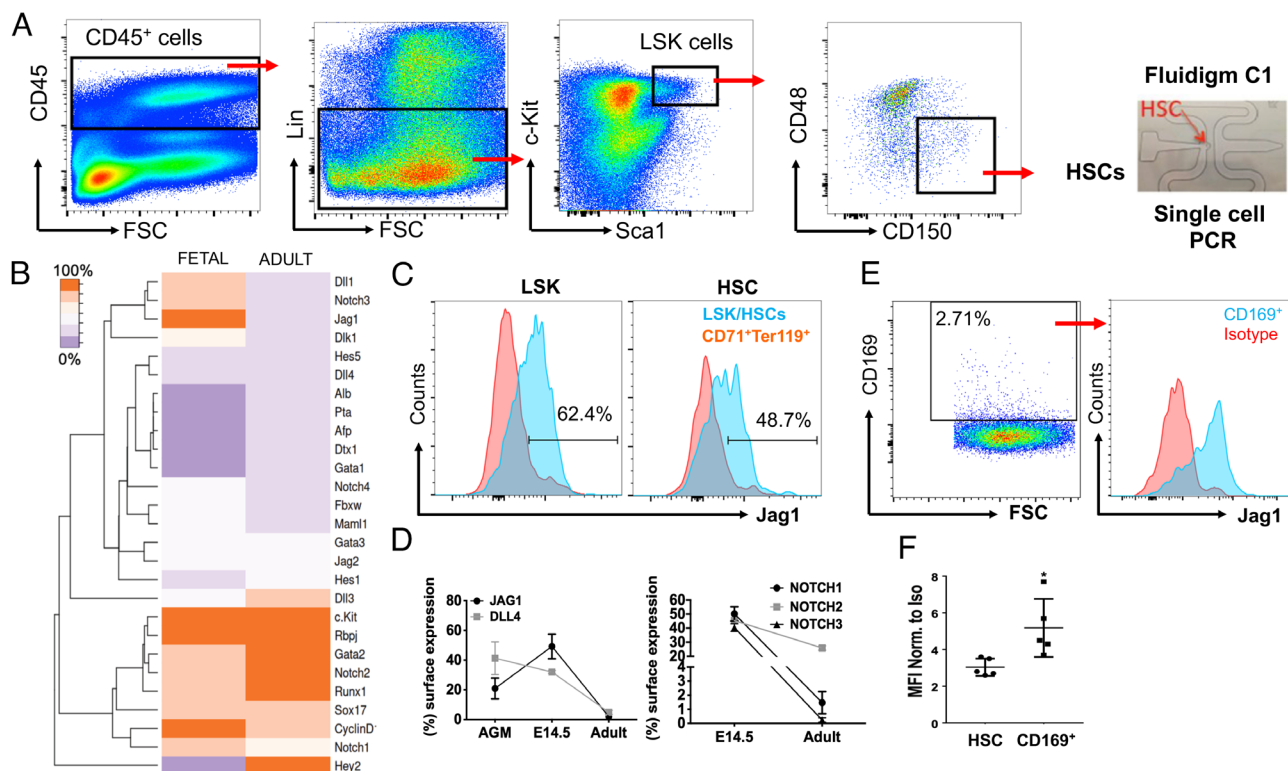 A
CD45⁺ cells
CD45
FSC
Lin
FSC
LSK cells
c-Kit
Sca1
CD48
CD150
HSCs
Fluidigm C1
HSC
Single cell
PCR
B
FETAL
ADULT
100%
0%
Dll1
Notch3
Jag1
Dlk1
Hes5
Dll4
Alb
Pta
Afp
Dtx1
Gata1
Notch4
Fbxw
Maml1
Gata3
Jag2
Hes1
Dll3
c.Kit
Rbpj
Gata2
Notch2
Runx1
Sox17
CyclinD
Notch1
Hey2
C
LSK
HSC
LSK/HSCs
CD71⁺Ter119⁺
62.4%
48.7%
Counts
Jag1
D
(%) surface expression
80
60
40
20
0
JAG1
DLL4
AGM
E14.5
Adult
(%) surface expression
60
50
40
30
20
10
4
3
2
1
0
NOTCH1
NOTCH2
NOTCH3
E14.5
Adult
E
2.71%
CD169
FSC
CD169⁺
Isotype
Counts
Jag1
F
MFI Norm. to Iso
8
6
4
2
0
*
HSC
CD169⁺